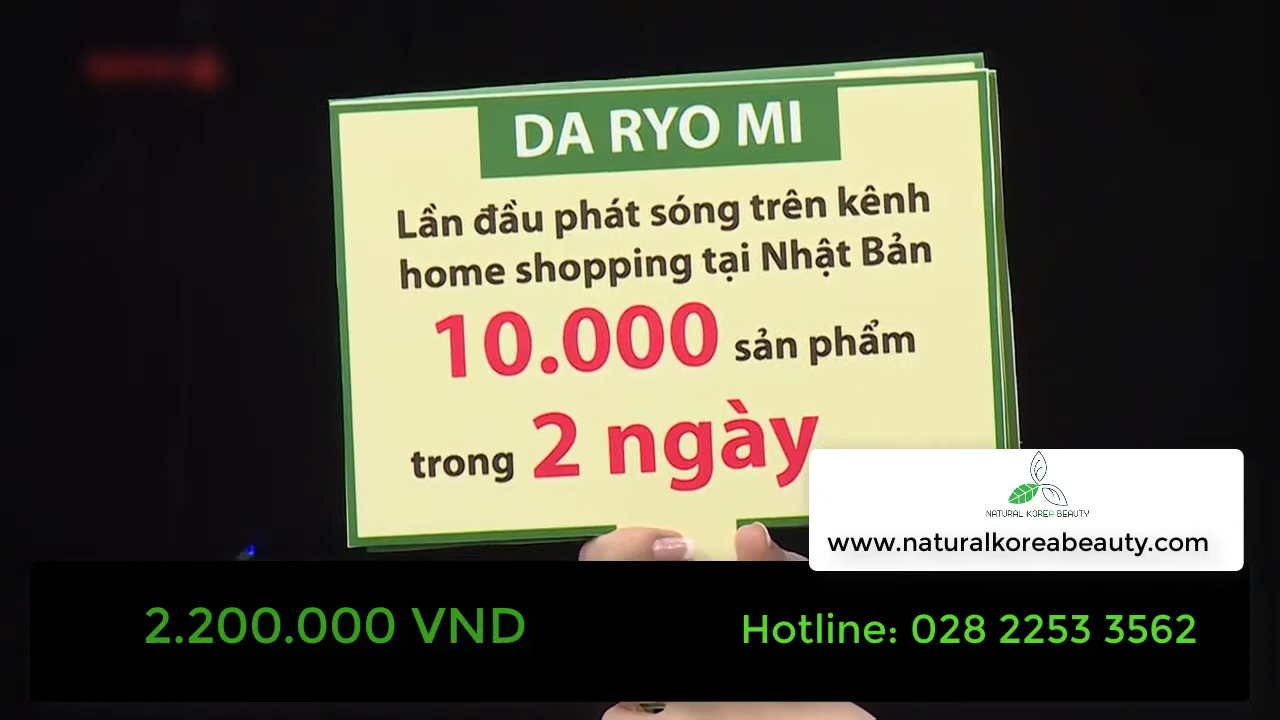 DA RYO MI
Lần đầu phát sóng trên kênh
home shopping tại Nhật Bản
10.000 sản phẩm
trong 2 ngày
NATURAL KOREA BEAUTY
www.naturalkoreabeauty.com
2.200.000 VND
Hotline: 028 2253 3562